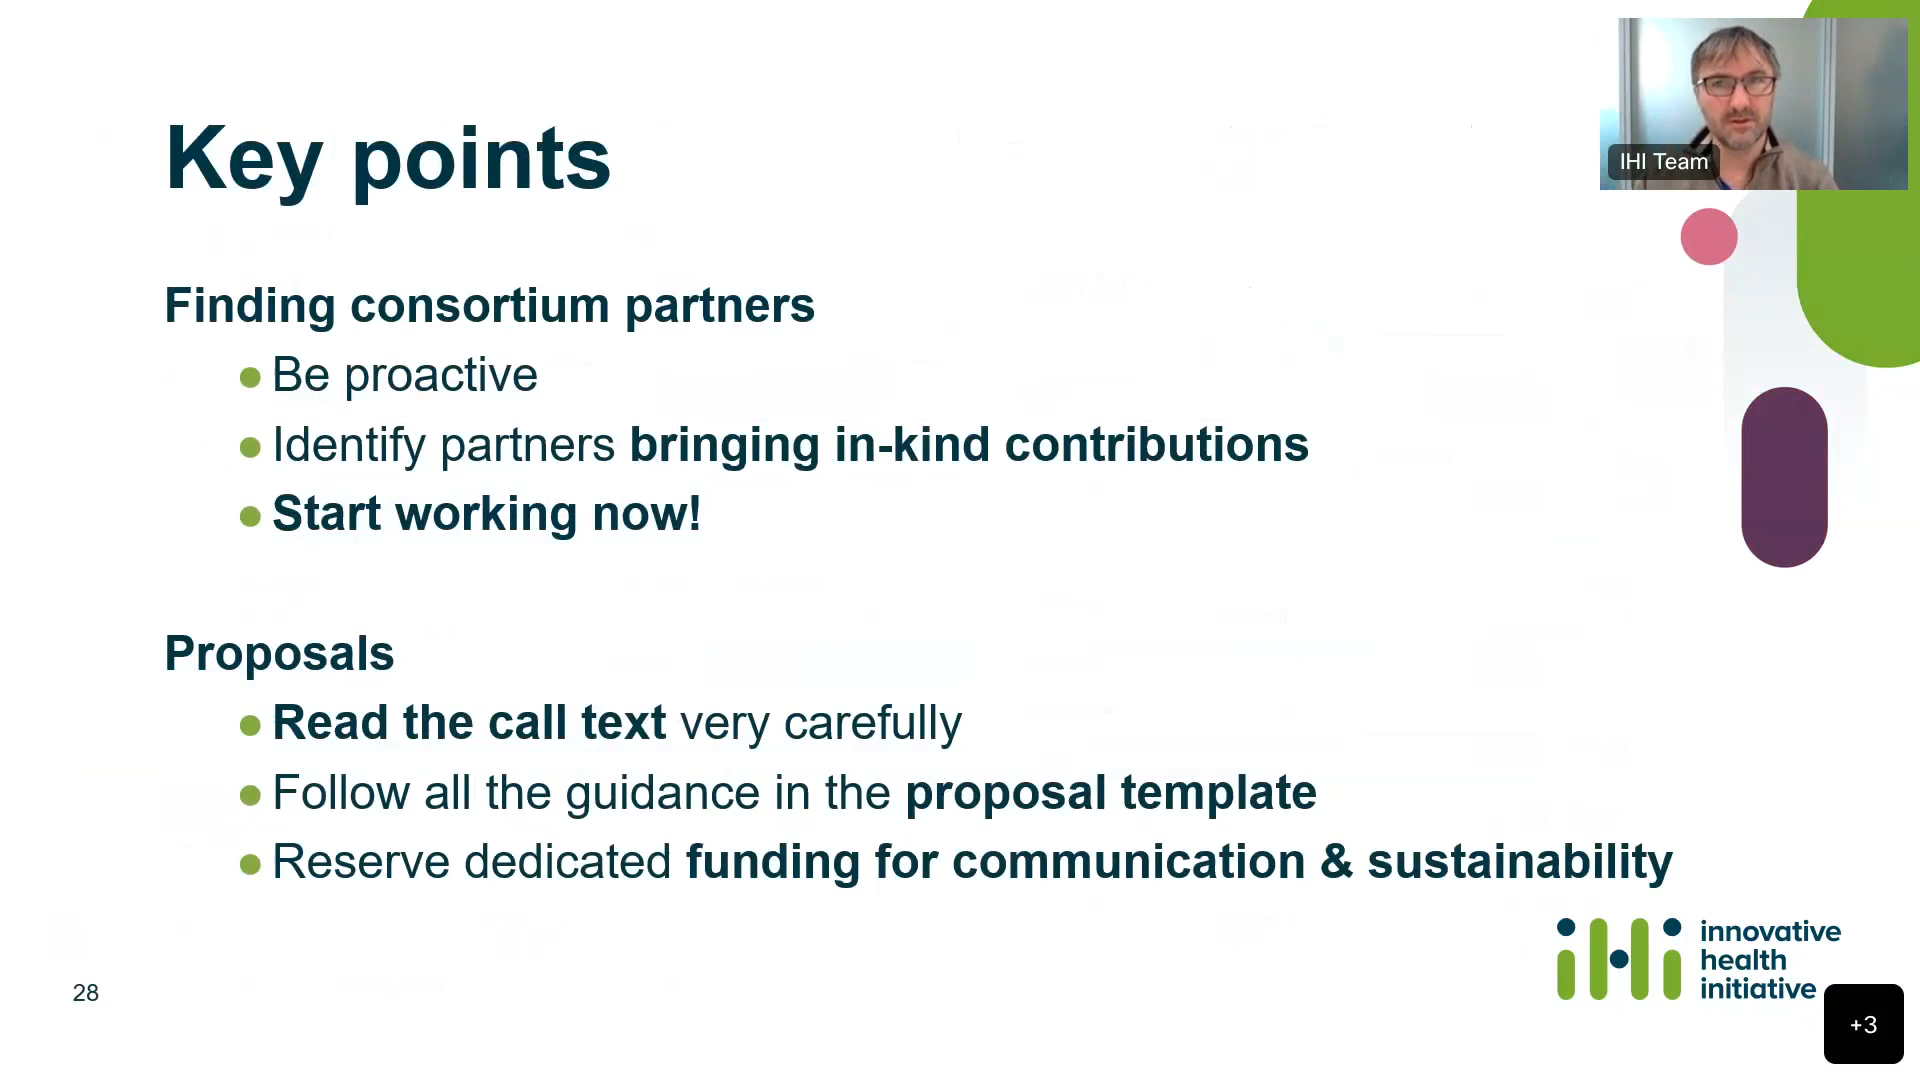 IHI Team
Key points
Finding consortium partners
Be proactive
Identify partners bringing in-kind contributions
Start working now!
Proposals
Read the call text very carefully
Follow all the guidance in the proposal template
Reserve dedicated funding for communication & sustainability
iHi
innovative
health
initiative
28
+3